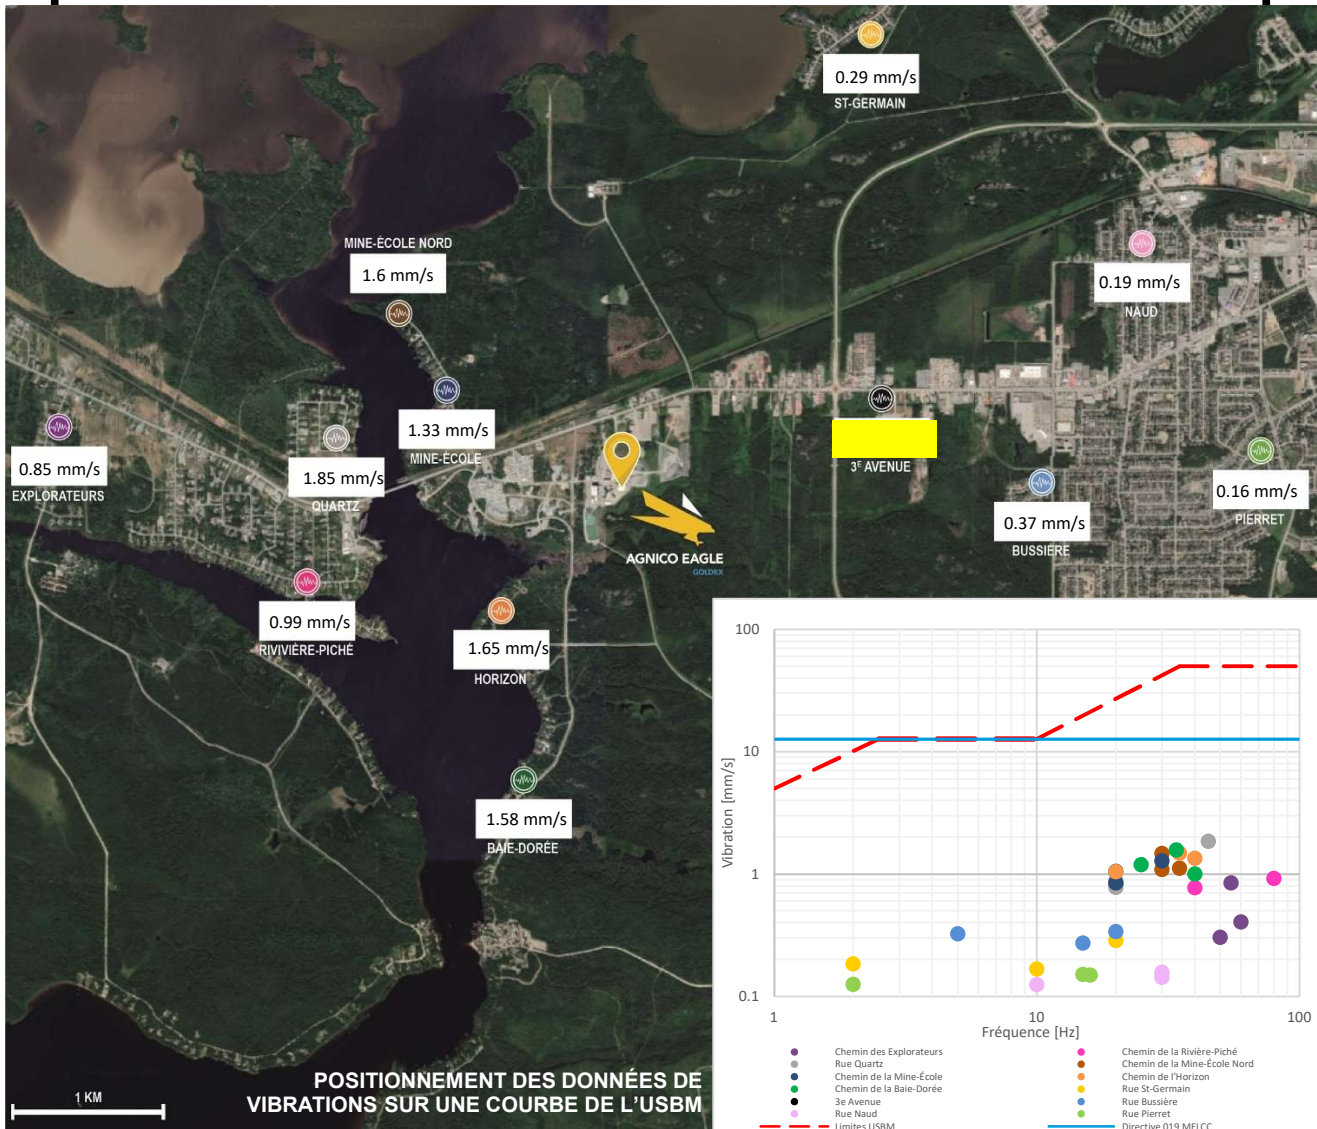 0.29 mm/s
ST-GERMAIN
MINE-ÉCOLE NORD
1.6 mm/s
0.19 mm/s
NAUD
1.33 mm/s
MINE-ÉCOLE
0.85 mm/s
EXPLORATEURS
1.85 mm/s
QUARTZ
3E AVENUE
0.16 mm/s
PIERRET
0.37 mm/s
BUSSIÈRE
AGNICO EAGLE
GOLDEX
0.99 mm/s
RIVIVIÈRE-PICHÉ
1.65 mm/s
HORIZON
1.58 mm/s
BAIE-DORÉE
100
10
1
0.1
Vibration [mm/s]
1
10
100
Fréquence [Hz]
Chemin des Explorateurs
Chemin de la Rivière-Piché
Rue Quartz
Chemin de la Mine-École Nord
Chemin de la Mine-École
Chemin de l'Horizon
Chemin de la Baie-Dorée
Rue St-Germain
3e Avenue
Rue Bussière
Rue Naud
Rue Pierret
Limites USBM
Directive 019 MELCC
POSITIONNEMENT DES DONNÉES DE
VIBRATIONS SUR UNE COURBE DE L'USBM
1 KM